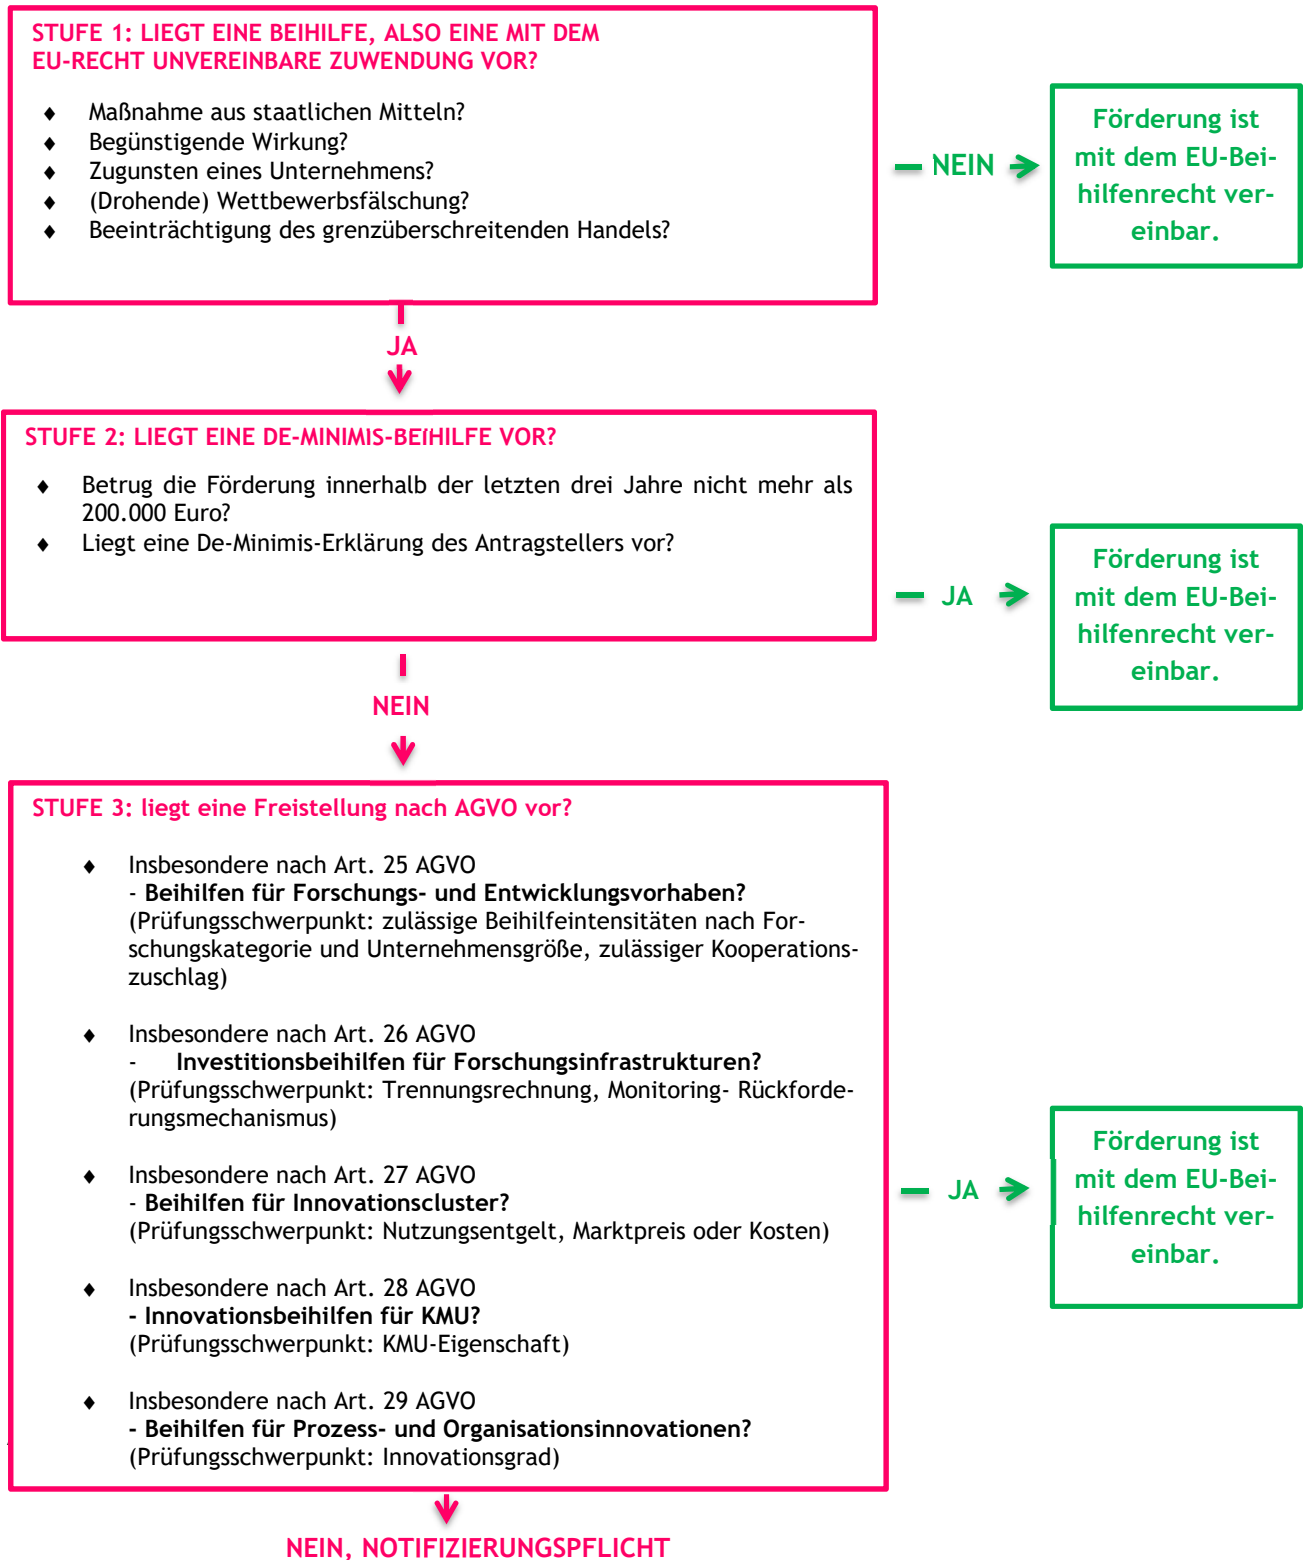 STUFE 1: LIEGT EINE BEIHILFE, ALSO EINE MIT DEM
EU-RECHT UNVEREINBARE ZUWENDUNG VOR?
♦ Maßnahme aus staatlichen Mitteln?
♦ Begünstigende Wirkung?
♦ Zugunsten eines Unternehmens?
♦ (Drohende) Wettbewerbsfälschung?
♦ Beeinträchtigung des grenzüberschreitenden Handels?
NEIN
Förderung ist
mit dem EU-Bei-
hilfenrecht ver-
einbar.
JA
STUFE 2: LIEGT EINE DE-MINIMIS-BEIHILFE VOR?
♦ Betrug die Förderung innerhalb der letzten drei Jahre nicht mehr als
200.000 Euro?
♦ Liegt eine De-Minimis-Erklärung des Antragstellers vor?
JA
Förderung ist
mit dem EU-Bei-
hilfenrecht ver-
einbar.
NEIN
STUFE 3: liegt eine Freistellung nach AGVO vor?
♦ Insbesondere nach Art. 25 AGVO
- Beihilfen für Forschungs- und Entwicklungsvorhaben?
(Prüfungsschwerpunkt: zulässige Beihilfeintensitäten nach For-
schungskategorie und Unternehmensgröße, zulässiger Kooperations-
zuschlag)
♦ Insbesondere nach Art. 26 AGVO
- Investitionsbeihilfen für Forschungsinfrastrukturen?
(Prüfungsschwerpunkt: Trennungsrechnung, Monitoring- Rückforde-
rungsmechanismus)
♦ Insbesondere nach Art. 27 AGVO
- Beihilfen für Innovationscluster?
(Prüfungsschwerpunkt: Nutzungsentgelt, Marktpreis oder Kosten)
♦ Insbesondere nach Art. 28 AGVO
- Innovationsbeihilfen für KMU?
(Prüfungsschwerpunkt: KMU-Eigenschaft)
♦ Insbesondere nach Art. 29 AGVO
- Beihilfen für Prozess- und Organisationsinnovationen?
(Prüfungsschwerpunkt: Innovationsgrad)
JA
Förderung ist
mit dem EU-Bei-
hilfenrecht ver-
einbar.
NEIN, NOTIFIZIERUNGSPFLICHT